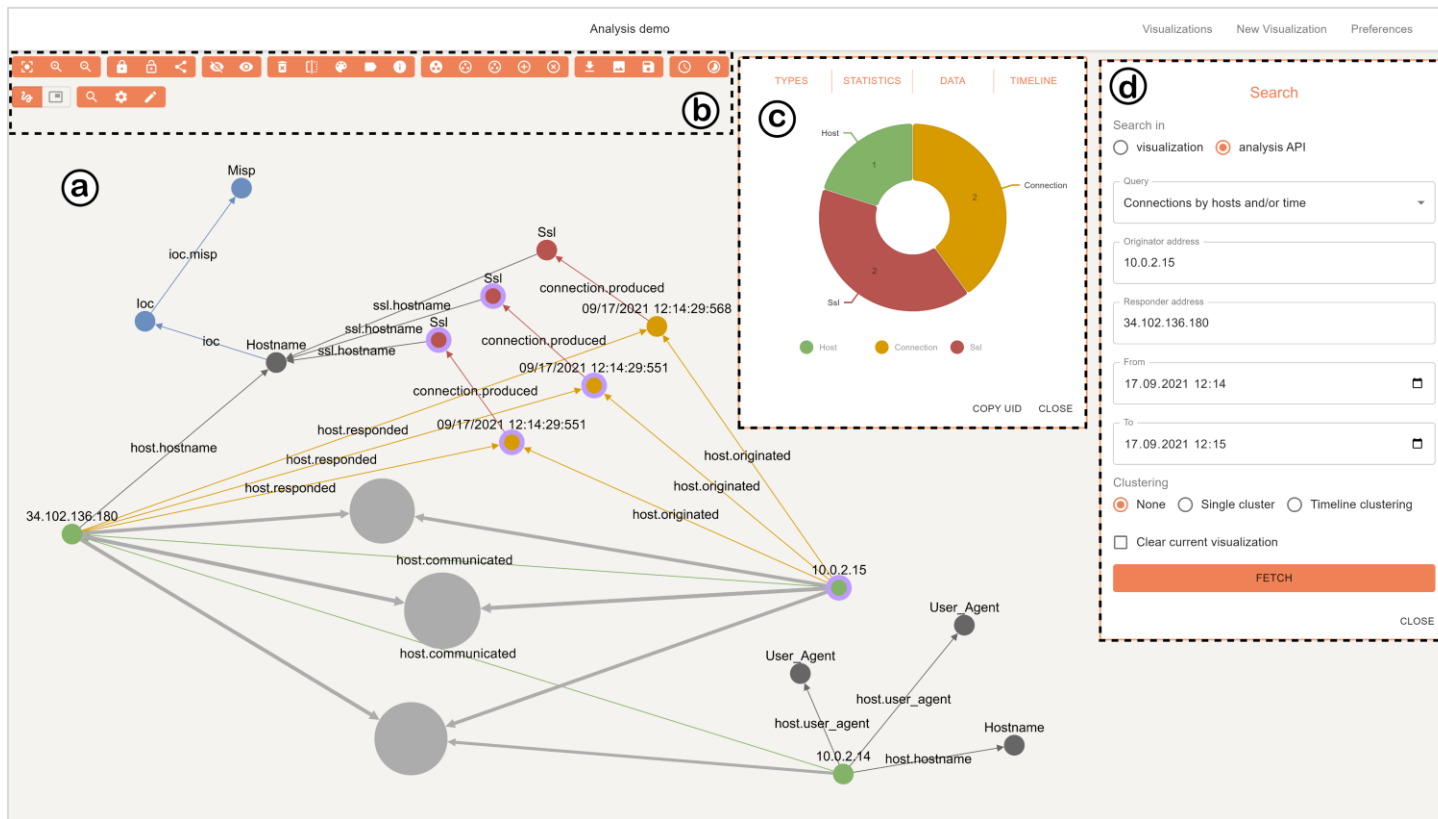 Analysis demo
Visualizations
New Visualization
Preferences
b
a
Misp
ioc.misp
Ioc
ioc
Hostname
Ssl
Ssl
Ssl
ssl.hostname
ssl.hostname
ssl.hostname
connection.produced
09/17/2021 12:14:29:568
connection.produced
09/17/2021 12:14:29:551
connection.produced
09/17/2021 12:14:29:551
host.hostname
host.responded
host.responded
host.responded
host.originated
host.originated
host.originated
34.102.136.180
host.communicated
10.0.2.15
host.communicated
User_Agent
User_Agent
host.user_agent
host.user_agent
Hostname
10.0.2.14
host.hostname
c
TYPES
STATISTICS
DATA
TIMELINE
Host
1
Connection
2
2
Ssl
Host
Connection
Ssl
COPY UID
CLOSE
d
Search
Search in
visualization
analysis API
Query
Connections by hosts and/or time
Originator address
10.0.2.15
Responder address
34.102.136.180
From
17.09.2021 12:14
To
17.09.2021 12:15
Clustering
None
Single cluster
Timeline clustering
Clear current visualization
FETCH
CLOSE